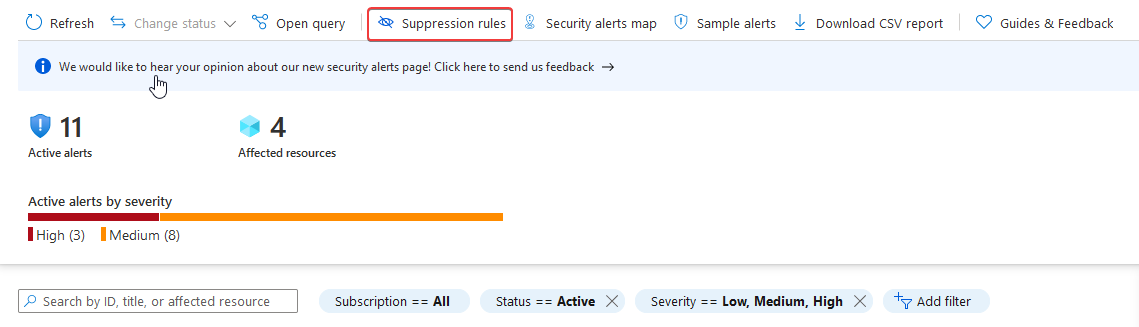 Refresh Change status Open query Suppression rules Security alerts map Sample alerts Download CSV report Guides & Feedback
We would like to hear your opinion about our new security alerts page! Click here to send us feedback →
11 4
Active alerts Affected resources
Active alerts by severity
High (3) Medium (8)
Search by ID, title, or affected resource Subscription == All Status == Active Severity == Low, Medium, High Add filter